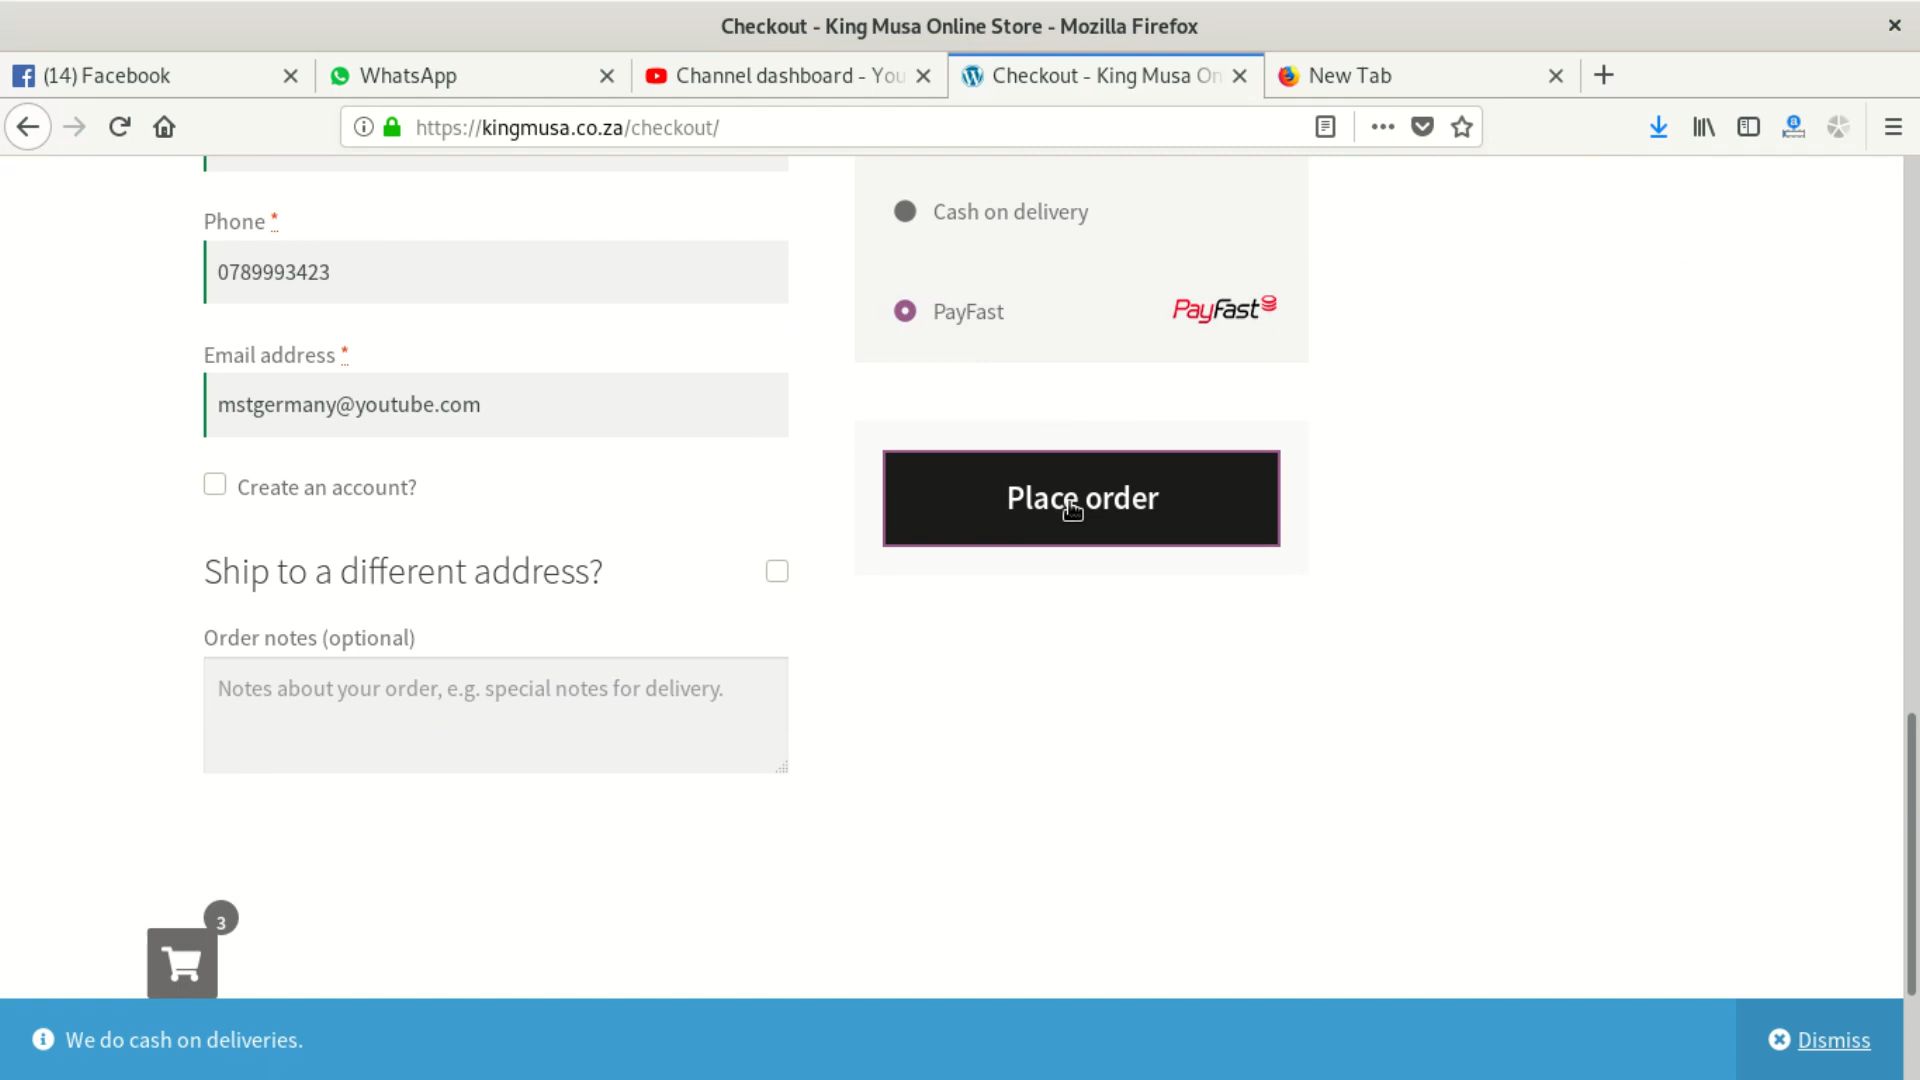 Checkout - King Musa Online Store - Mozilla Firefox
(14) Facebook
WhatsApp
Channel dashboard - You
Checkout - King Musa On
New Tab
https://kingmusa.co.za/checkout/
Phone *
0789993423
Email address *
mstgermany@youtube.com
Create an account?
Ship to a different address?
Order notes (optional)
Notes about your order, e.g. special notes for delivery.
Cash on delivery
PayFast
PayFast
Place order
3
We do cash on deliveries.
Dismiss